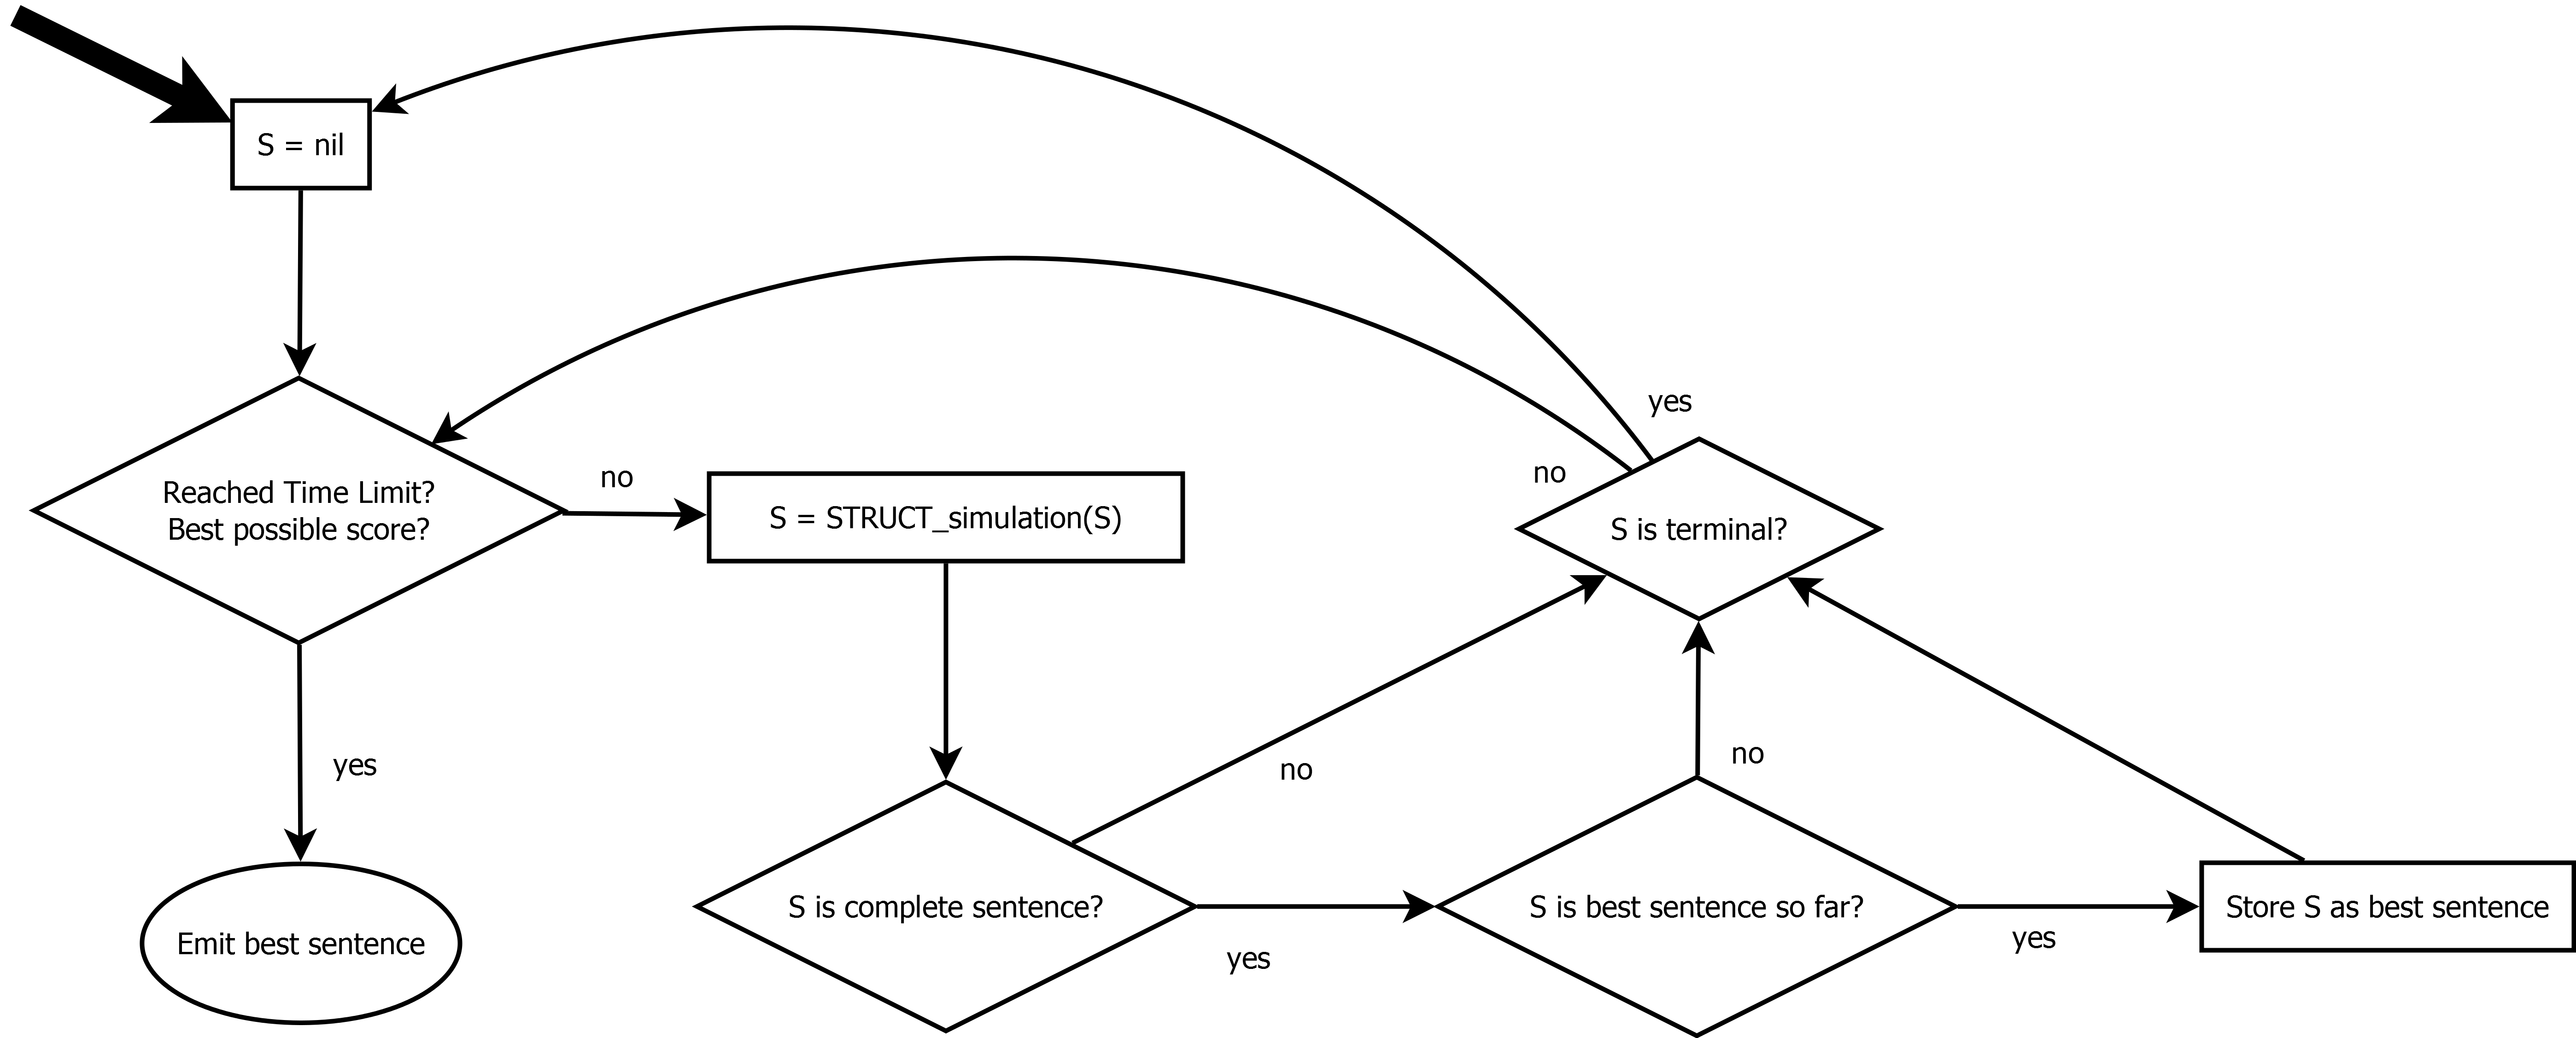 S = nil
yes
no
Reached Time Limit?
Best possible score?
no
S = STRUCT_simulation(S)
S is terminal?
yes
no
no
Emit best sentence
S is complete sentence?
yes
S is best sentence so far?
yes
Store S as best sentence